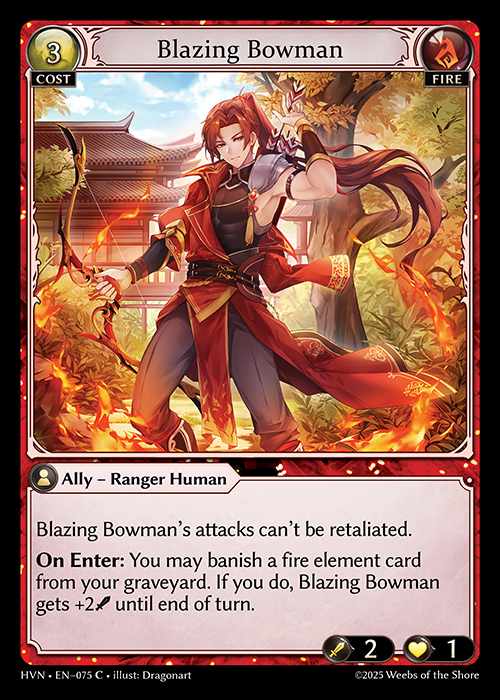 3
Blazing Bowman
COST
FIRE
Ally – Ranger Human
Blazing Bowman's attacks can't be retaliated.
On Enter: You may banish a fire element card
from your graveyard. If you do, Blazing Bowman
gets +2 until end of turn.
2
1
HVN • EN–075 C • illust: Dragonart
©2025 Weebs of the Shore